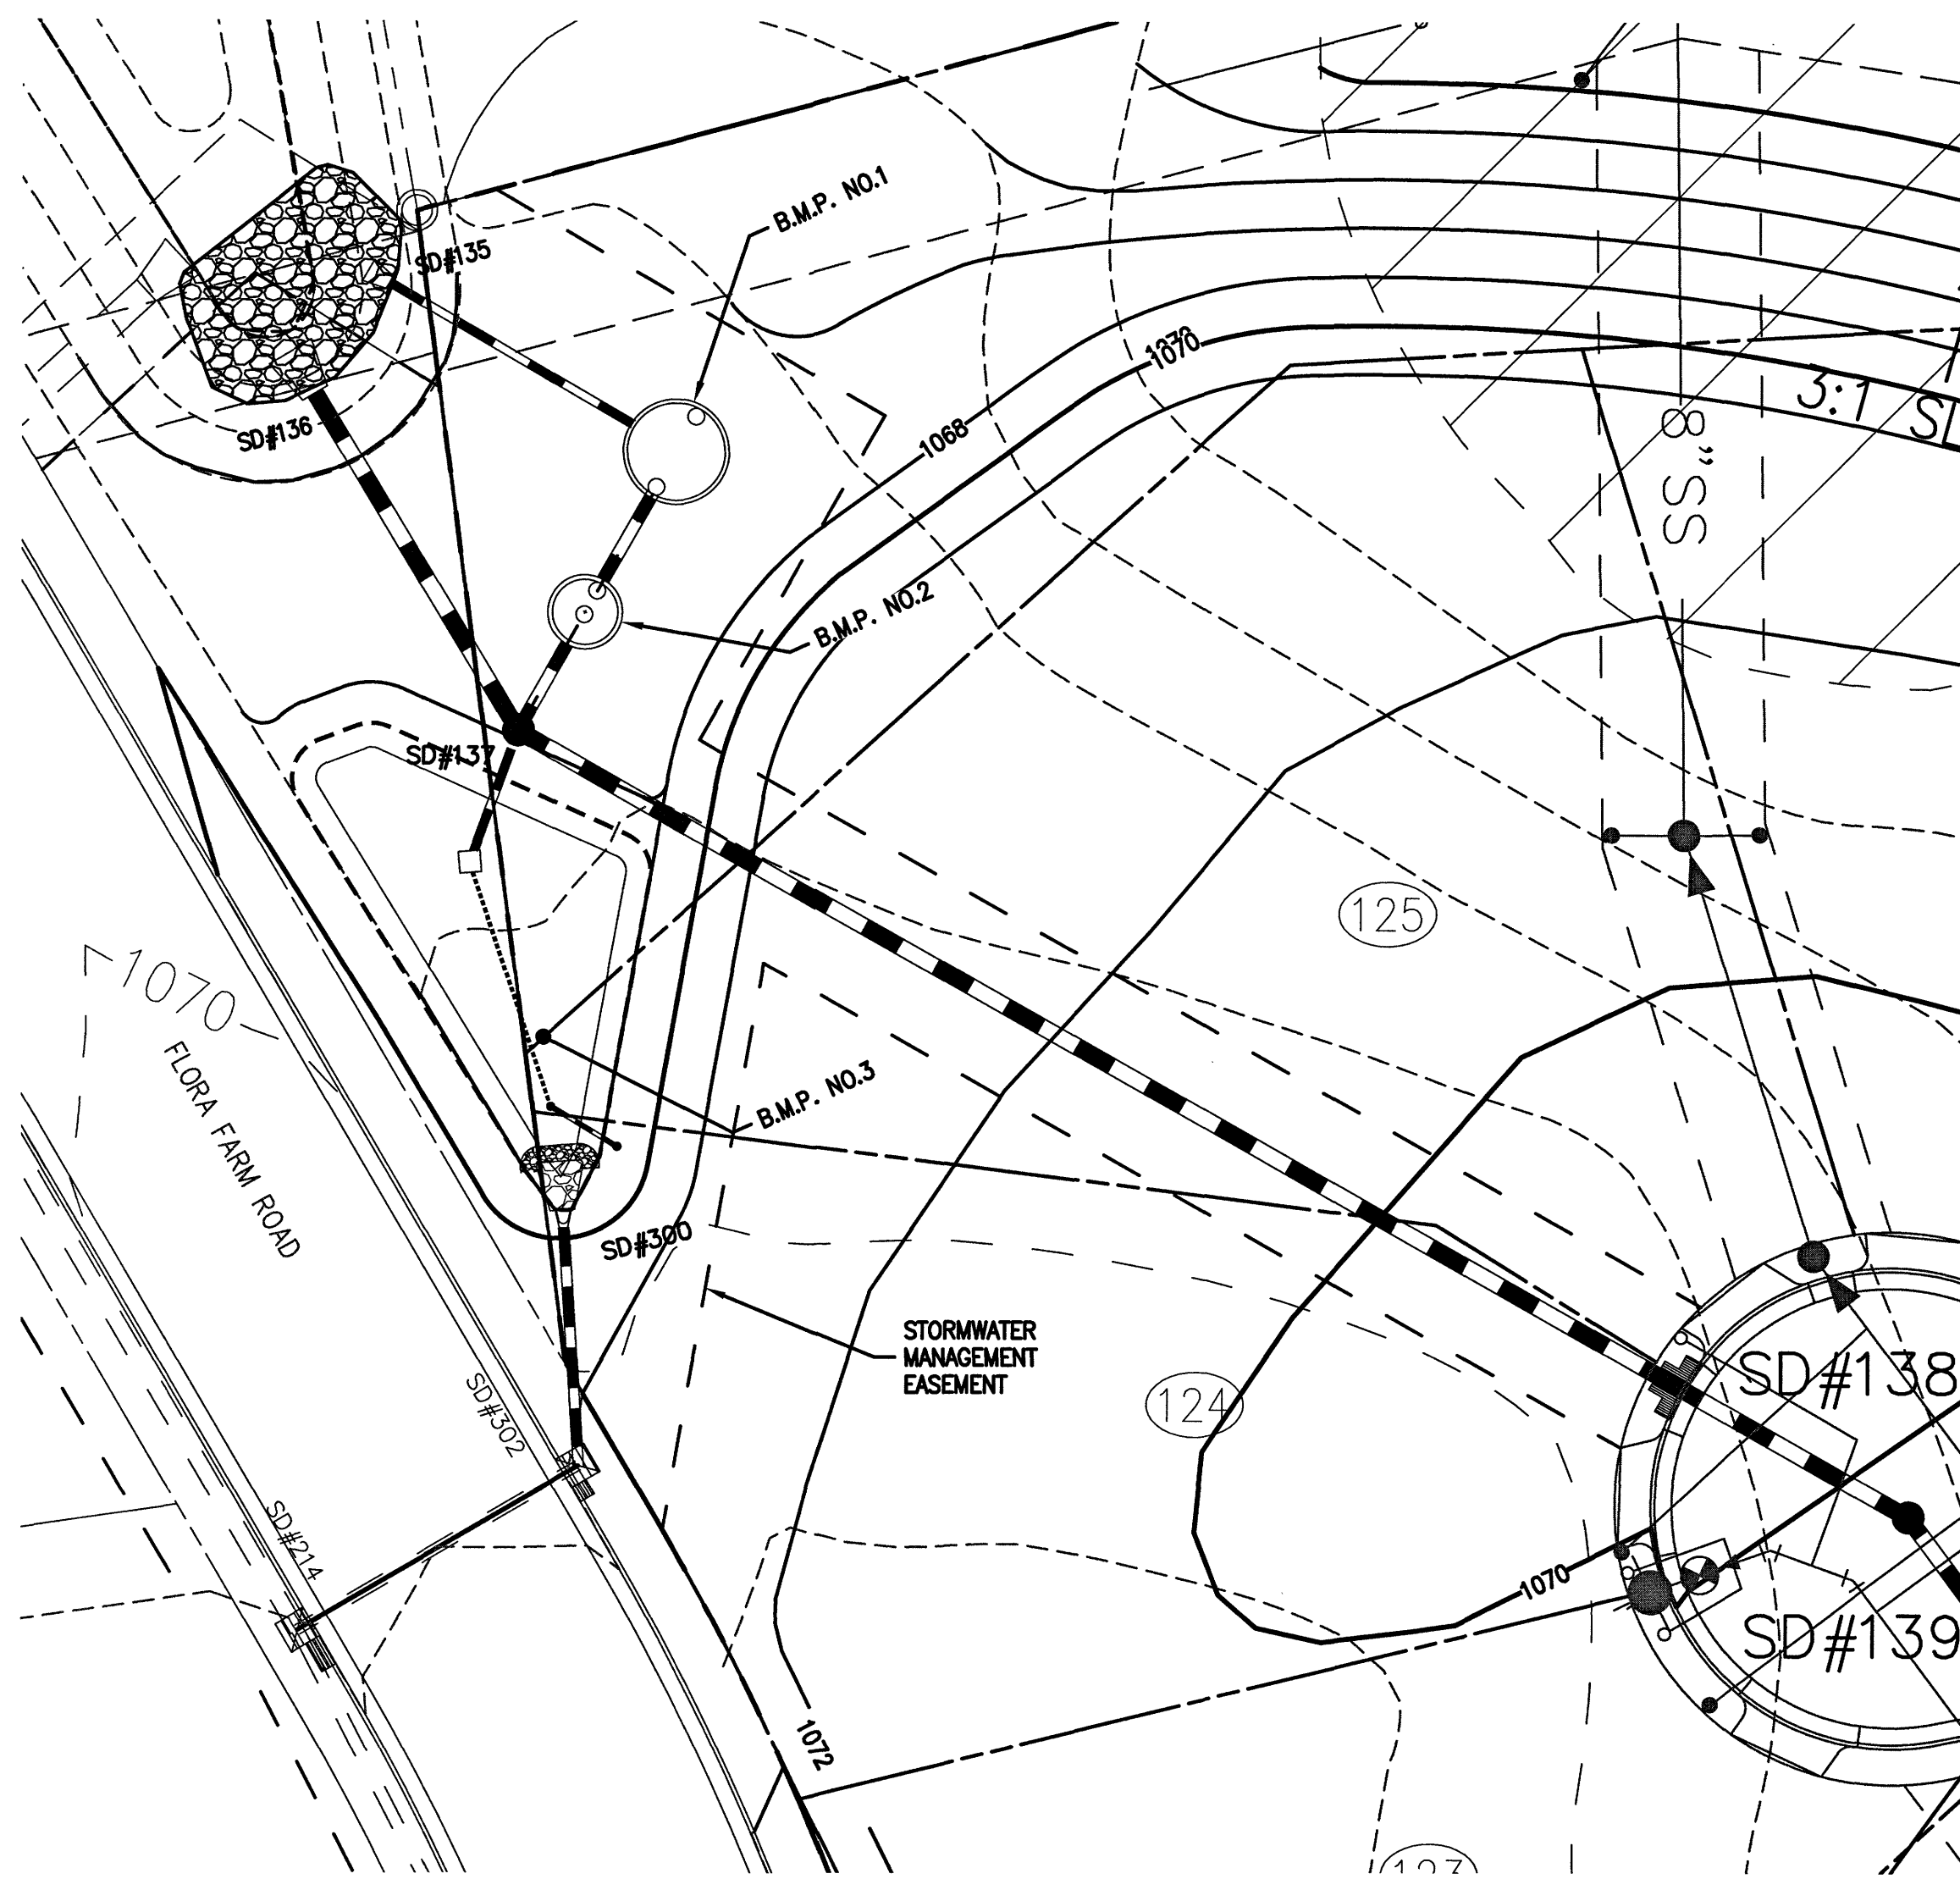 B.M.P. NO.1
SD#135
1070
3:1 SL
SD#136
1068
8" SS
B.M.P. NO.2
SD#137
125
1070
FLORA FARM ROAD
B.M.P. NO.3
SD#300
STORMWATER
MANAGEMENT
EASEMENT
SD#138
SD#302
124
SD#214
1070
SD#139
1072
123